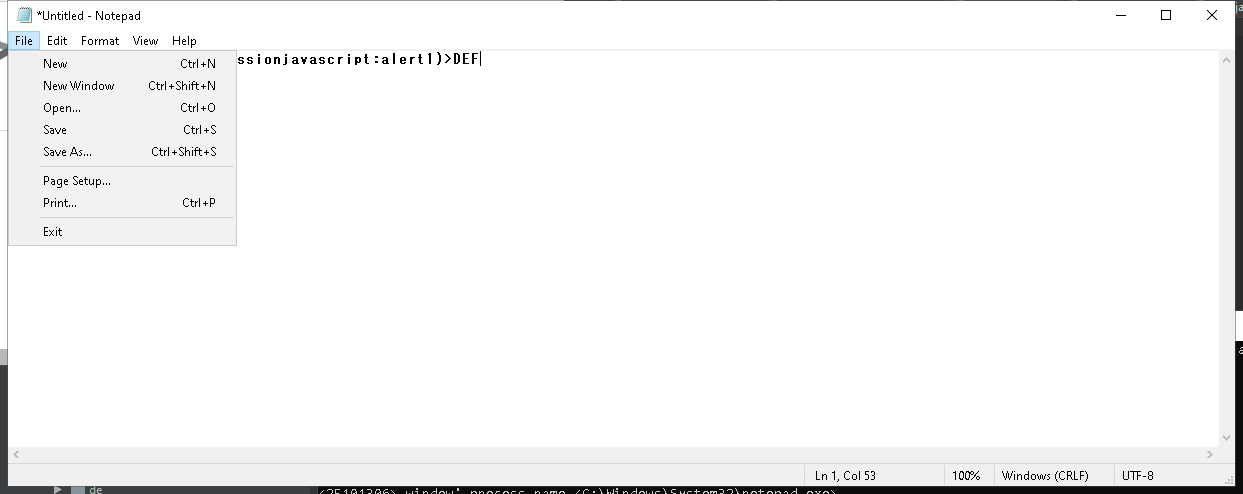 *Untitled - Notepad
File Edit Format View Help
ssionjavascript:alert1)>DEF
New Ctrl+N
New Window Ctrl+Shift+N
Open... Ctrl+O
Save Ctrl+S
Save As... Ctrl+Shift+S
Page Setup...
Print... Ctrl+P
Exit
Ln 1, Col 53 100% Windows (CRLF) UTF-8
de
<25101306> window' process name <C:\Windows\System32\notepad.exe>